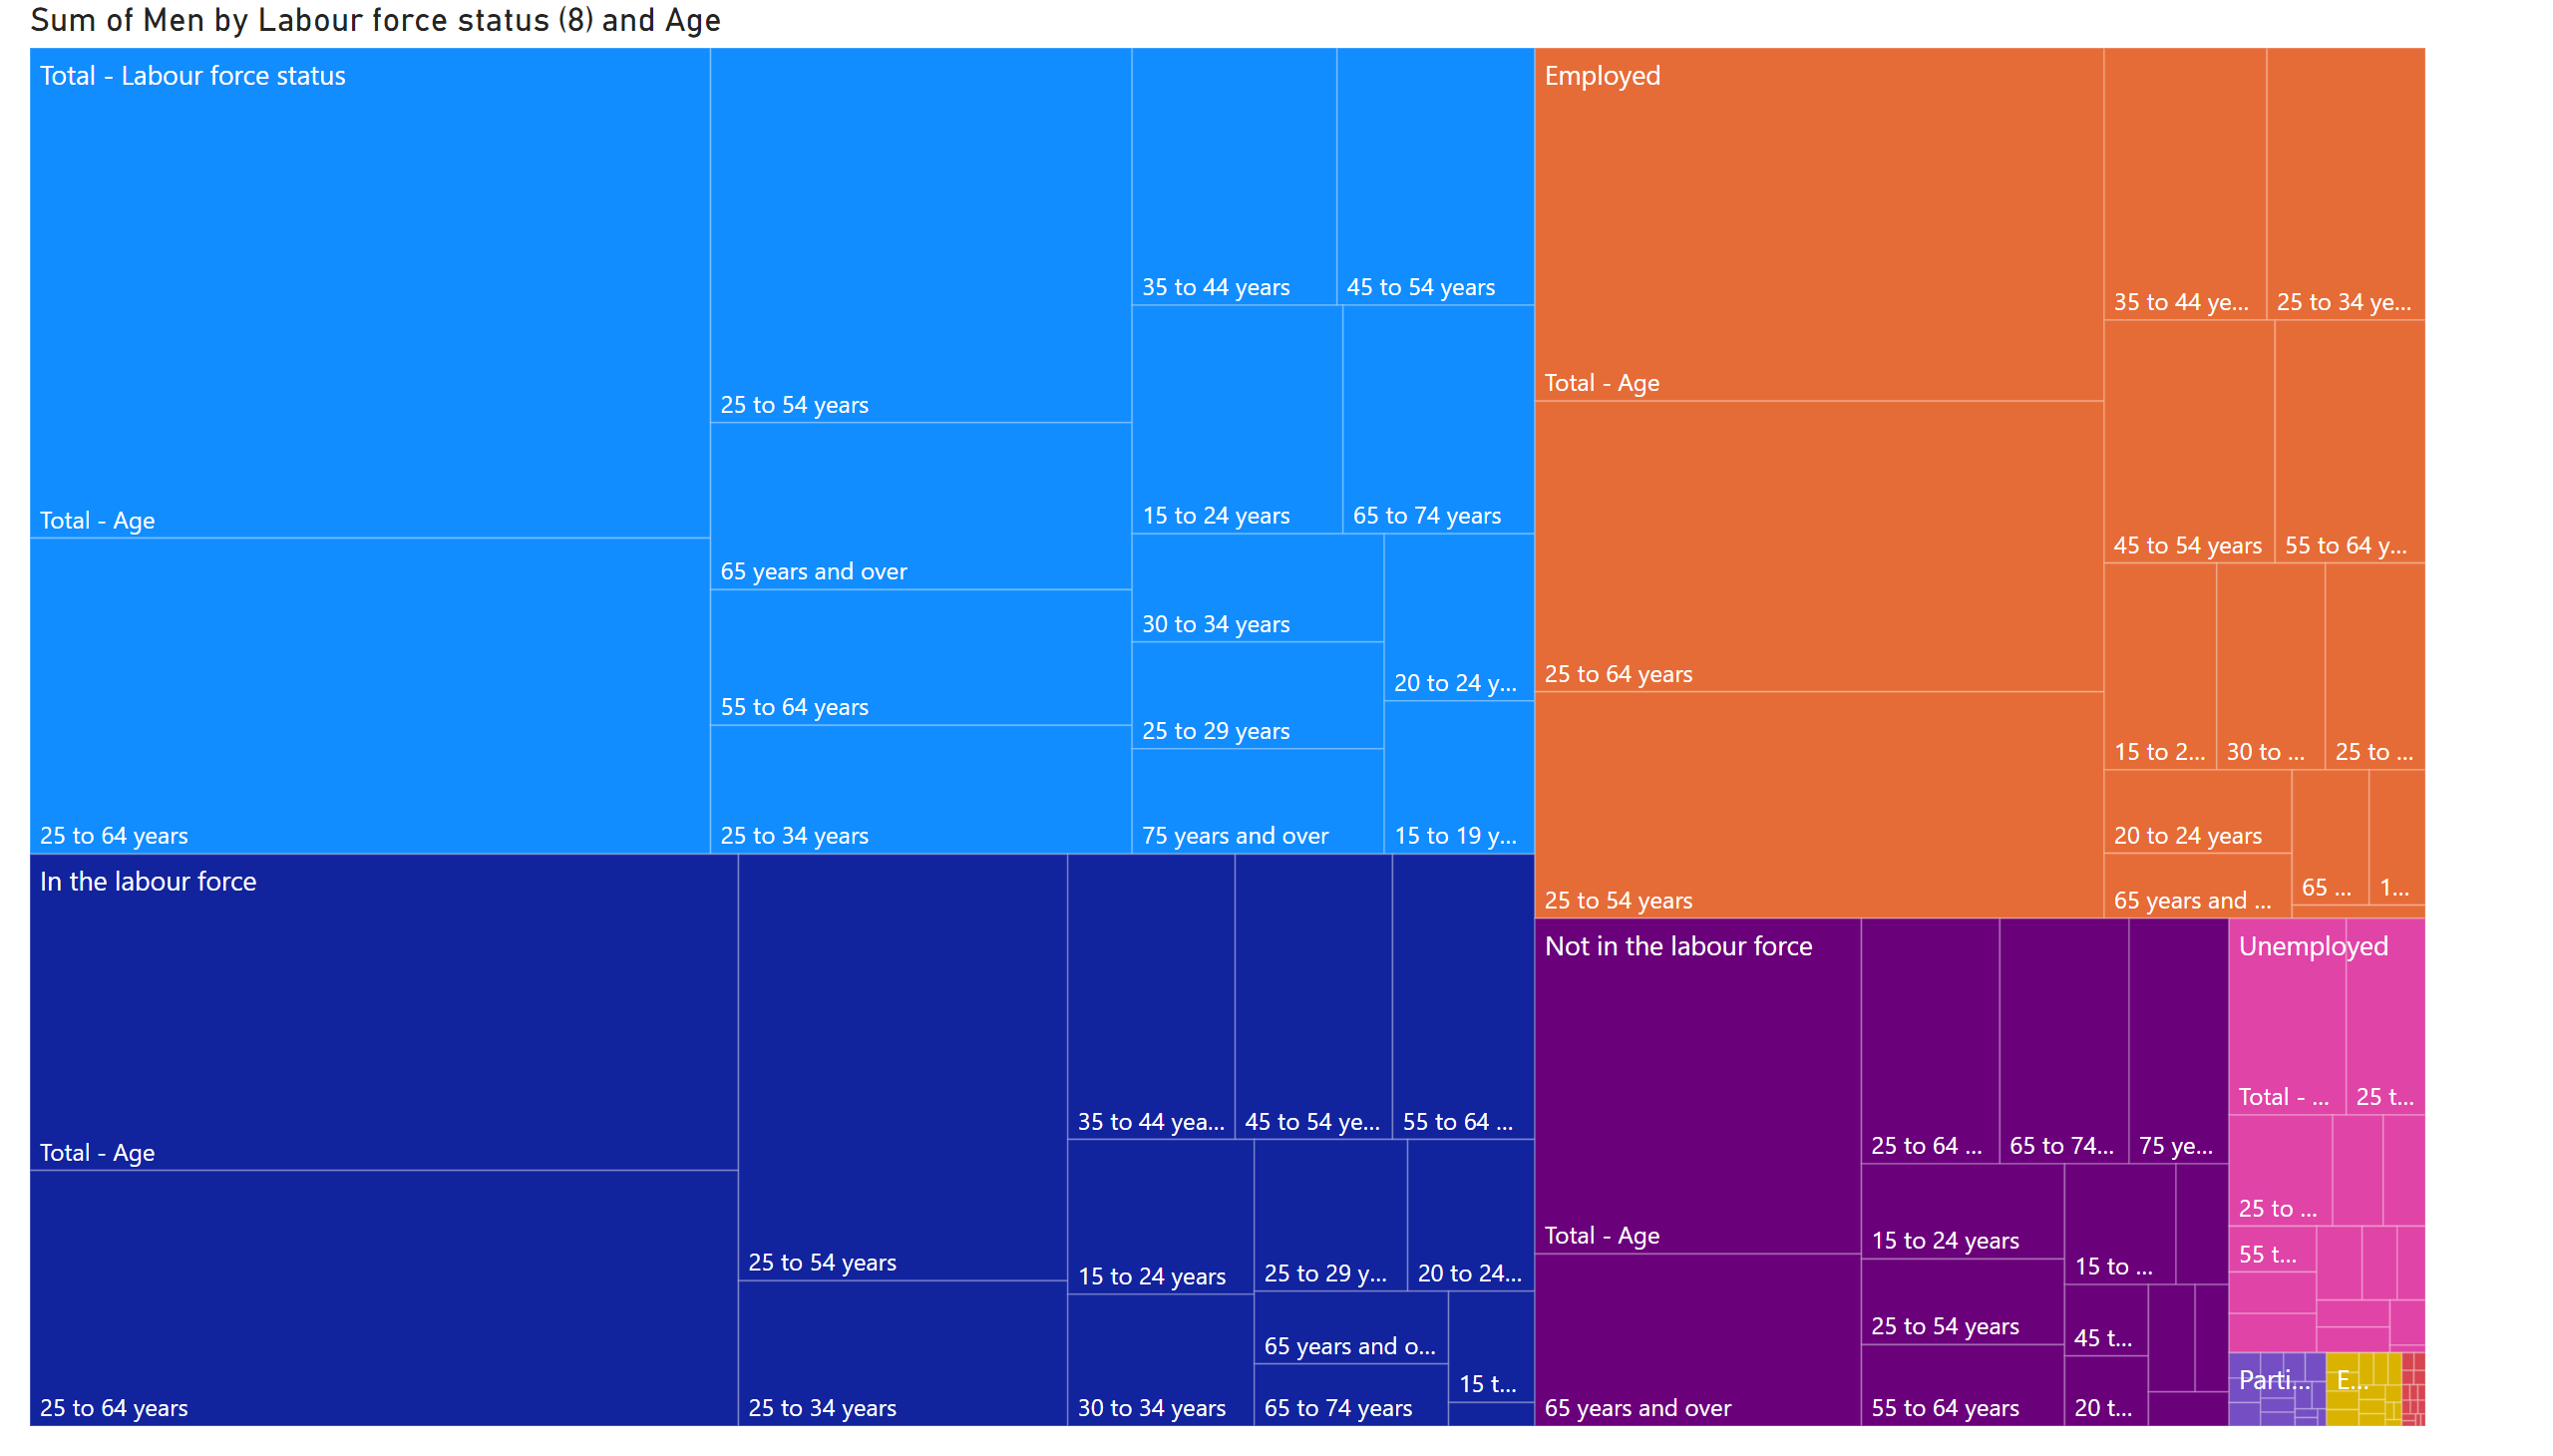 Sum of Men by Labour force status (8) and Age
Total - Labour force status
Total - Age
25 to 64 years
25 to 54 years
65 years and over
55 to 64 years
25 to 34 years
35 to 44 years
45 to 54 years
15 to 24 years
65 to 74 years
30 to 34 years
25 to 29 years
75 years and over
20 to 24 y...
15 to 19 y...
In the labour force
Total - Age
25 to 64 years
25 to 54 years
25 to 34 years
35 to 44 yea...
45 to 54 ye...
55 to 64 ...
15 to 24 years
30 to 34 years
25 to 29 y...
20 to 24...
65 years and o...
65 to 74 years
15 t...
Employed
Total - Age
25 to 64 years
25 to 54 years
35 to 44 ye...
25 to 34 ye...
45 to 54 years
55 to 64 y...
15 to 2...
30 to ...
25 to ...
20 to 24 years
65 years and ...
65 ...
1...
Not in the labour force
Total - Age
65 years and over
25 to 64 ...
65 to 74...
75 ye...
15 to 24 years
25 to 54 years
55 to 64 years
15 to ...
45 t...
20 t...
Unemployed
Total - ...
25 t...
25 to ...
55 t...
Parti...
E...